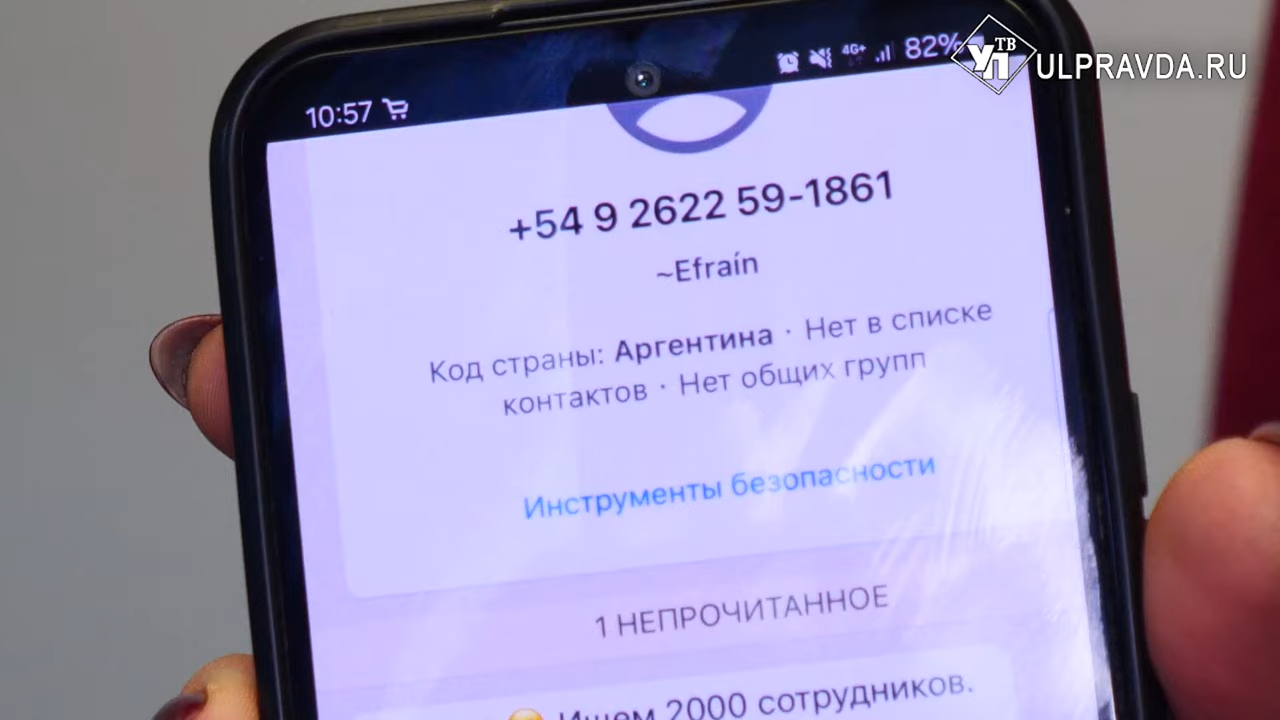 УП ТВ ULPRAVDA.RU
10:57 4G+ 82%
+54 9 2622 59-1861
~Efraín
Код страны: Аргентина · Нет в списке
контактов · Нет общих групп
Инструменты безопасности
1 НЕПРОЧИТАННОЕ
Ищем 2000 сотрудников.